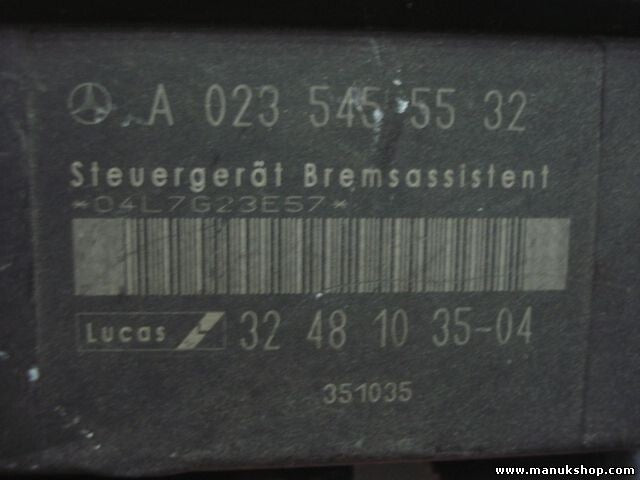 A 023 545 55 32
Steuergerät Bremsassistent
*04L7G23E57*
Lucas 32 48 10 35-04
351035
www.manukshop.com